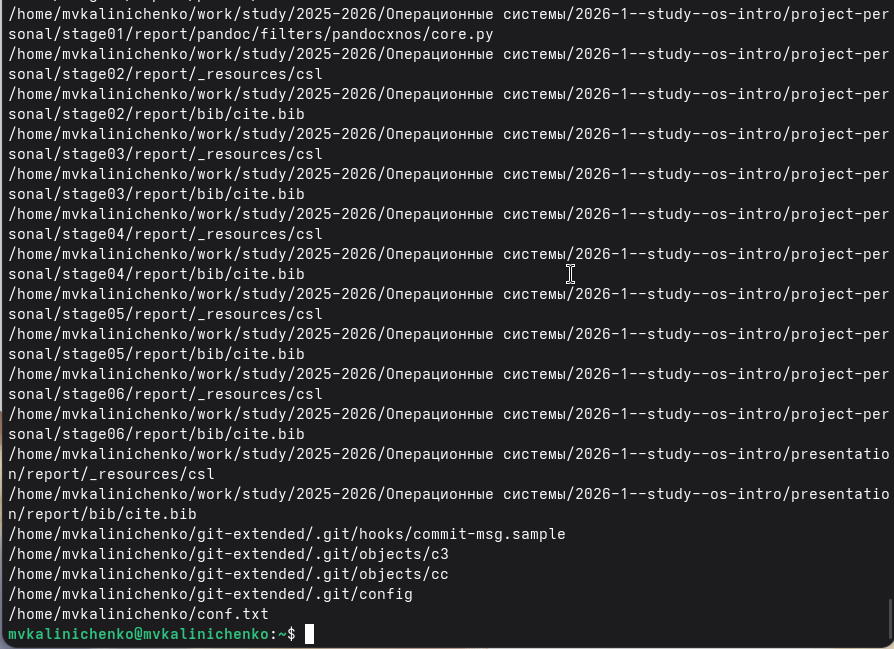 /home/mvkalinichenko/work/study/2025-2026/Операционные системы/2026-1--study--os-intro/project-per
sonal/stage01/report/pandoc/filters/pandocxnos/core.py
/home/mvkalinichenko/work/study/2025-2026/Операционные системы/2026-1--study--os-intro/project-per
sonal/stage02/report/_resources/csl
/home/mvkalinichenko/work/study/2025-2026/Операционные системы/2026-1--study--os-intro/project-per
sonal/stage02/report/bib/cite.bib
/home/mvkalinichenko/work/study/2025-2026/Операционные системы/2026-1--study--os-intro/project-per
sonal/stage03/report/_resources/csl
/home/mvkalinichenko/work/study/2025-2026/Операционные системы/2026-1--study--os-intro/project-per
sonal/stage03/report/bib/cite.bib
/home/mvkalinichenko/work/study/2025-2026/Операционные системы/2026-1--study--os-intro/project-per
sonal/stage04/report/_resources/csl
/home/mvkalinichenko/work/study/2025-2026/Операционные системы/2026-1--study--os-intro/project-per
sonal/stage04/report/bib/cite.bib
/home/mvkalinichenko/work/study/2025-2026/Операционные системы/2026-1--study--os-intro/project-per
sonal/stage05/report/_resources/csl
/home/mvkalinichenko/work/study/2025-2026/Операционные системы/2026-1--study--os-intro/project-per
sonal/stage05/report/bib/cite.bib
/home/mvkalinichenko/work/study/2025-2026/Операционные системы/2026-1--study--os-intro/project-per
sonal/stage06/report/_resources/csl
/home/mvkalinichenko/work/study/2025-2026/Операционные системы/2026-1--study--os-intro/project-per
sonal/stage06/report/bib/cite.bib
/home/mvkalinichenko/work/study/2025-2026/Операционные системы/2026-1--study--os-intro/presentatio
n/report/_resources/csl
/home/mvkalinichenko/work/study/2025-2026/Операционные системы/2026-1--study--os-intro/presentatio
n/report/bib/cite.bib
/home/mvkalinichenko/git-extended/.git/hooks/commit-msg.sample
/home/mvkalinichenko/git-extended/.git/objects/c3
/home/mvkalinichenko/git-extended/.git/objects/cc
/home/mvkalinichenko/git-extended/.git/config
/home/mvkalinichenko/conf.txt
mvkalinichenko@mvkalinichenko:~$